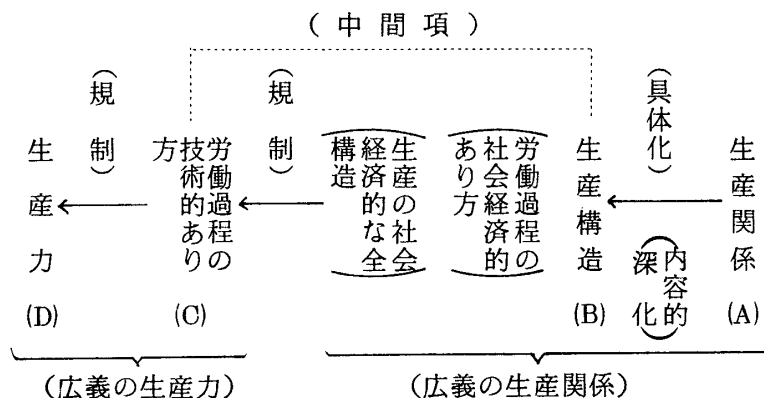 （中間項）
生産関係
(A)
（具体化）
（内容的
深化）
生産構造
(B)
（労働過程の
社会経済的
あり方）
（生産の社会
経済的な全
構造）
（規制）
労働過程の
技術的あり
方
(C)
（規制）
生産力
(D)
（広義の生産関係）
（広義の生産力）